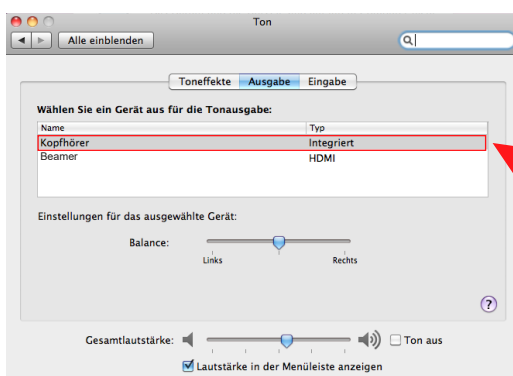 Ton
Alle einblenden
Toneffekte Ausgabe Eingabe
Wählen Sie ein Gerät aus für die Tonausgabe:
Name Typ
Kopfhörer Integriert
Beamer HDMI
Einstellungen für das ausgewählte Gerät:
Balance:
Links Rechts
?
Gesamtlautstärke: Ton aus
Lautstärke in der Menüleiste anzeigen